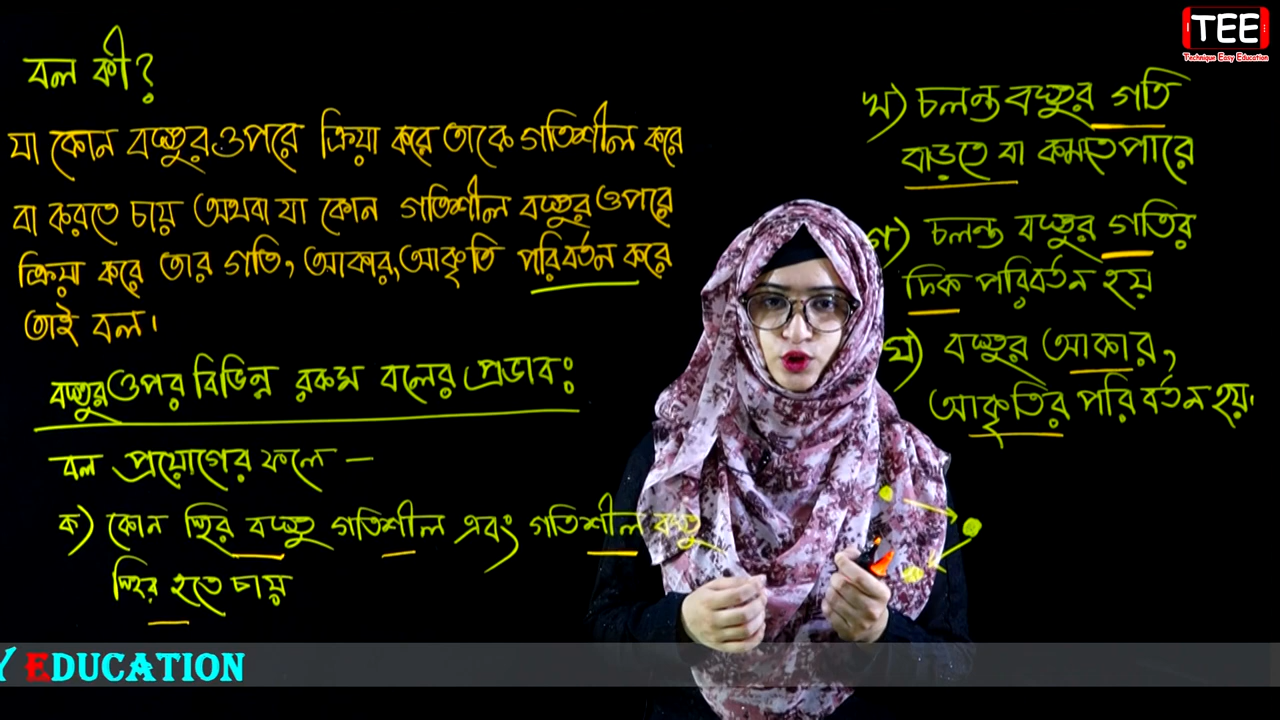 বল কী?
যা কোন বস্তুর ওপরে ক্রিয়া করে তাকে গতিশীল করে
বা করতে চায় অথবা যা কোন গতিশীল বস্তুর ওপরে
ক্রিয়া করে তার গতি, আকার, আকৃতি পরিবর্তন করে
তাই বল।
বস্তুর ওপর বিভিন্ন রকম বলের প্রভাব:
বল প্রয়োগের ফলে —
ক) কোন স্থির বস্তু গতিশীল এবং গতিশীল বস্তু
স্থির হতে চায়
খ) চলন্ত বস্তুর গতি
বাড়তে বা কমতে পারে
গ) চলন্ত বস্তুর গতির
দিক পরিবর্তন হয়
ঘ) বস্তুর আকার,
আকৃতির পরিবর্তন হয়।
TEE
Technique Easy Education
Y EDUCATION